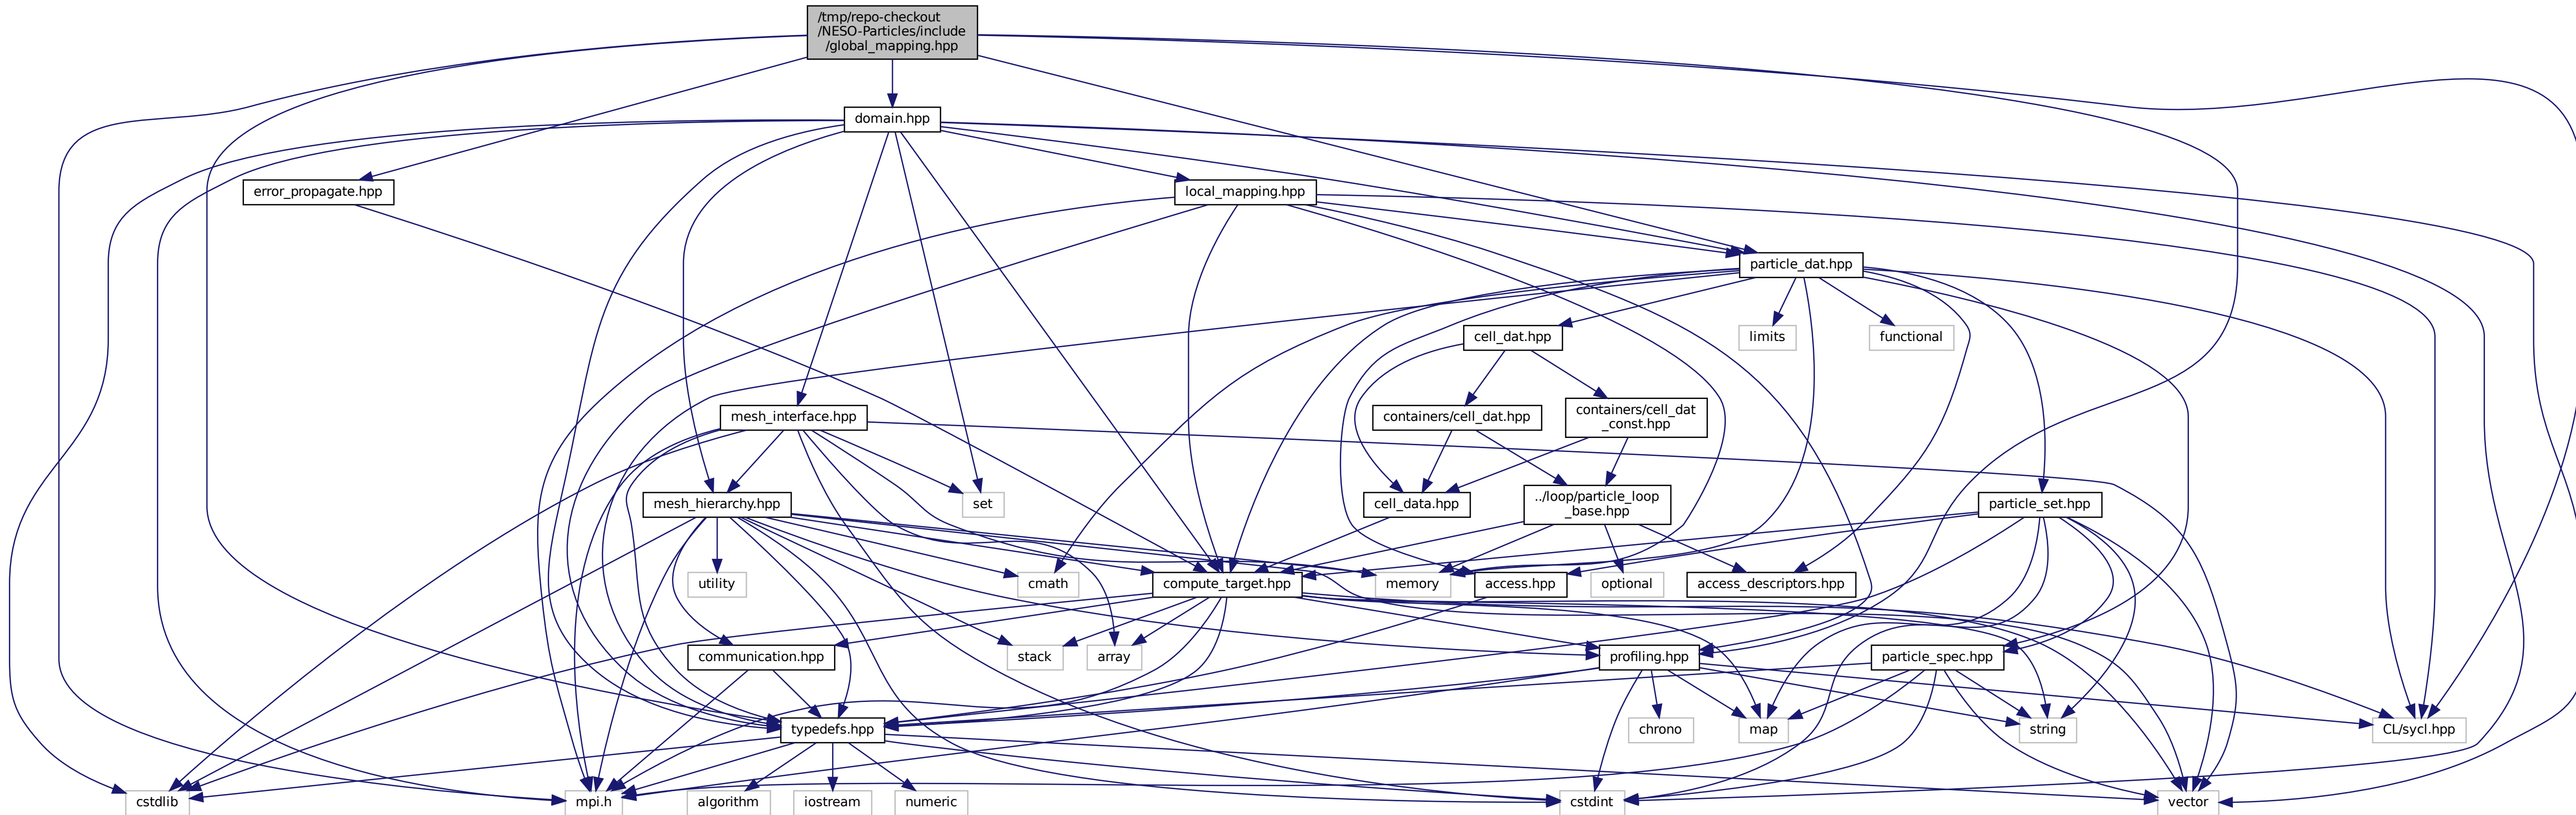 /tmp/repo-checkout
/NESO-Particles/include
/global_mapping.hpp
domain.hpp
error_propagate.hpp
local_mapping.hpp
particle_dat.hpp
cell_dat.hpp
limits
functional
mesh_interface.hpp
containers/cell_dat.hpp
containers/cell_dat
_const.hpp
mesh_hierarchy.hpp
set
cell_data.hpp
../loop/particle_loop
_base.hpp
particle_set.hpp
utility
cmath
compute_target.hpp
memory
access.hpp
optional
access_descriptors.hpp
communication.hpp
stack
array
profiling.hpp
particle_spec.hpp
typedefs.hpp
chrono
map
string
CL/sycl.hpp
cstdlib
mpi.h
algorithm
iostream
numeric
cstdint
vector